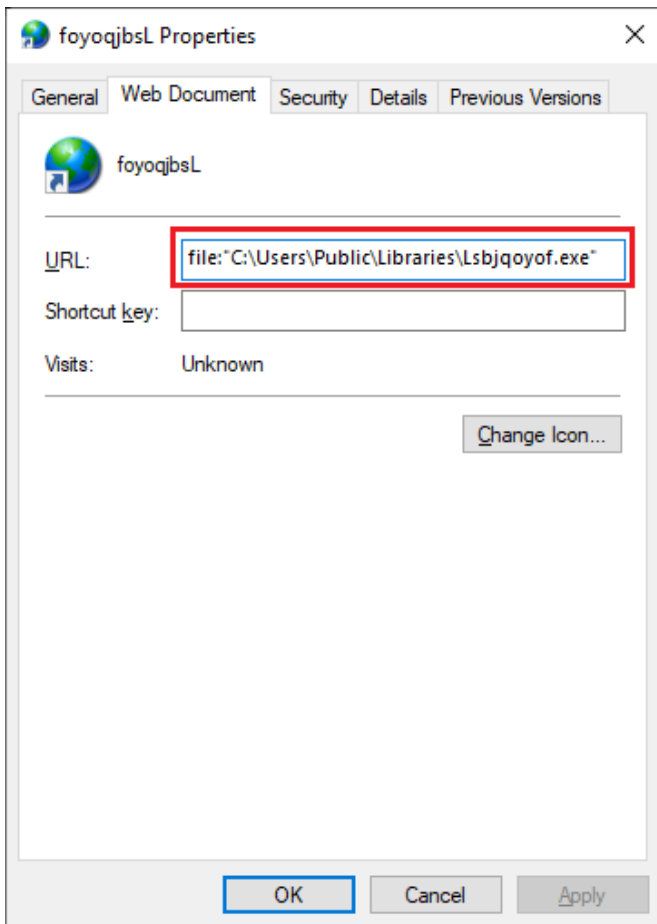 foyoqjbsL Properties
General Web Document Security Details Previous Versions
foyoqjbsL
URL: file:"C:\Users\Public\Libraries\Lsbjqoyof.exe"
Shortcut key:
Visits: Unknown
Change Icon...
OK Cancel Apply